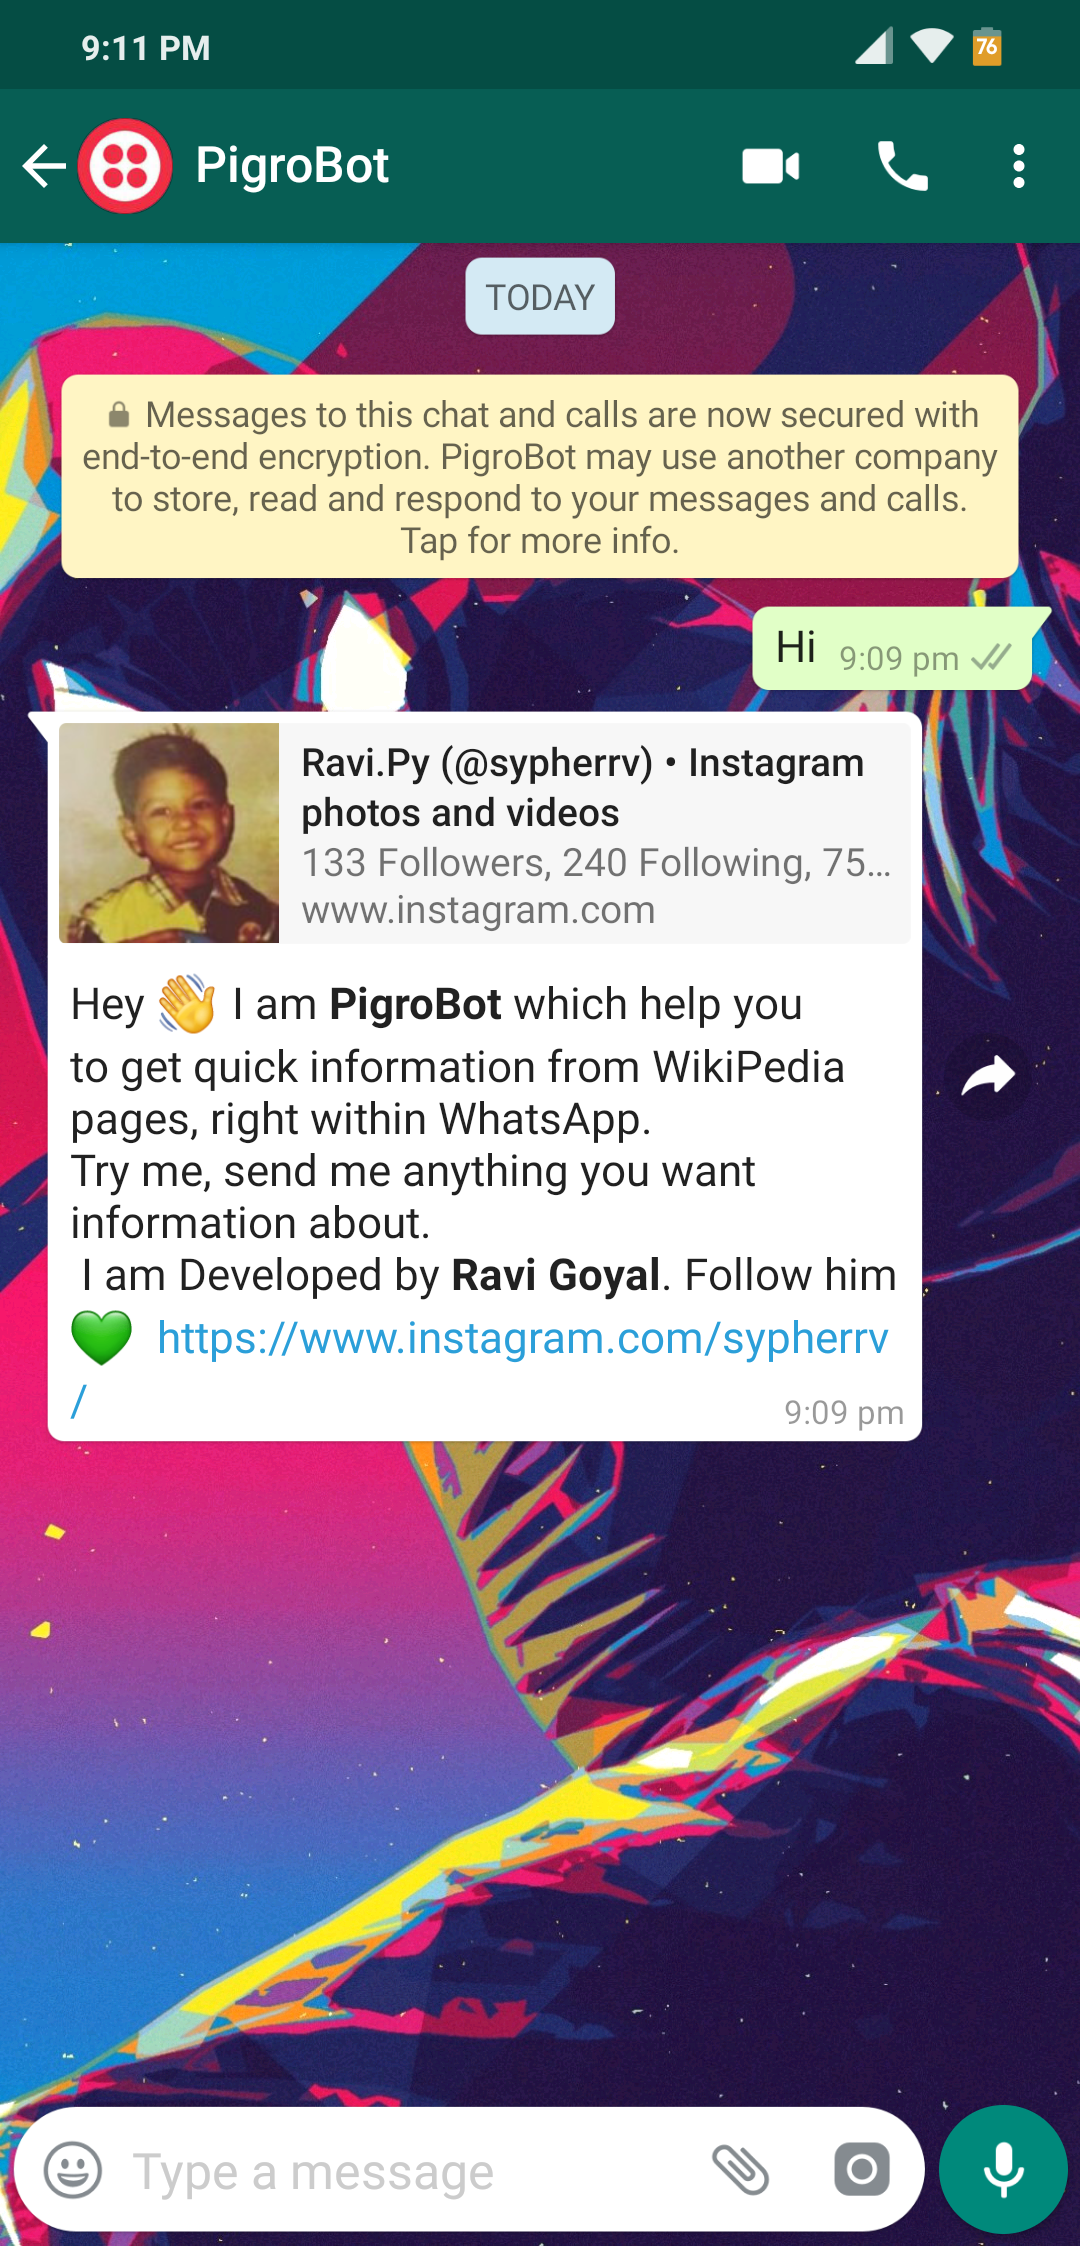 9:11 PM
76
PigroBot
TODAY
Messages to this chat and calls are now secured with
end-to-end encryption. PigroBot may use another company
to store, read and respond to your messages and calls.
Tap for more info.
Hi 9:09 pm
Ravi.Py (@sypherrv) • Instagram
photos and videos
133 Followers, 240 Following, 75...
www.instagram.com
Hey 👋 I am PigroBot which help you
to get quick information from WikiPedia
pages, right within WhatsApp.
Try me, send me anything you want
information about.
I am Developed by Ravi Goyal. Follow him
💚 https://www.instagram.com/sypherrv
/
9:09 pm
Type a message